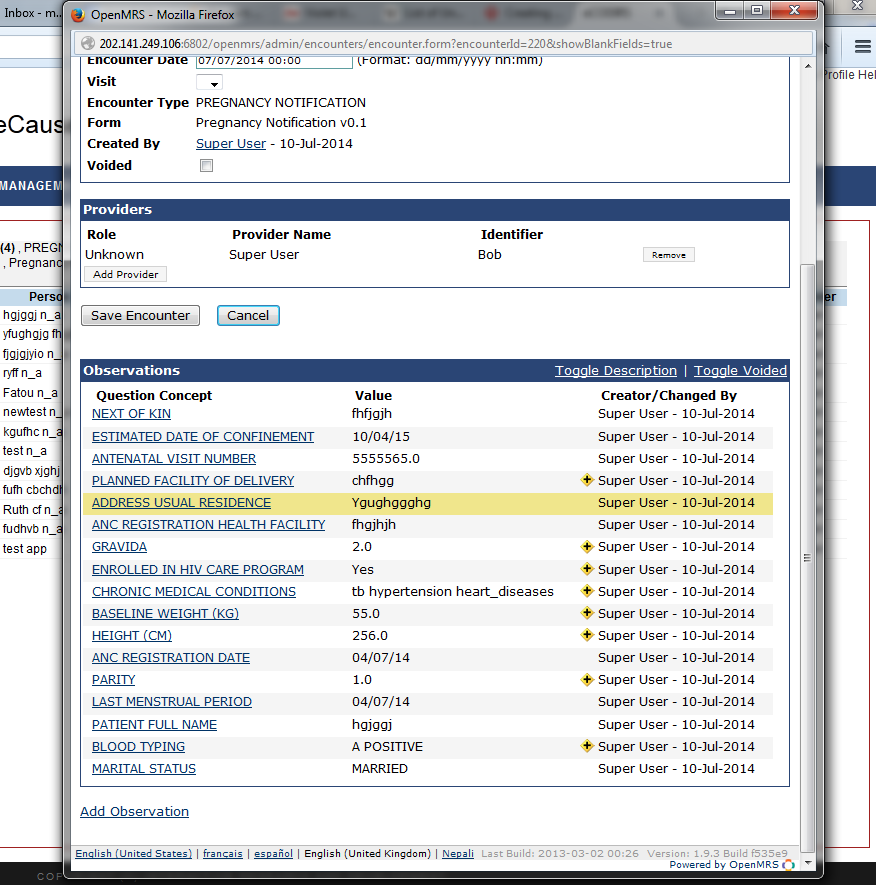 Inbox - m...
OpenMRS - Mozilla Firefox
202.141.249.106:6802/openmrs/admin/encounters/encounter.form?encounterId=220&showBlankFields=true
Profile Hel
eCaus
MANAGEM
(4) , PREGN
, Pregnanc
Perso
er
hgjggj n_a
yfughgjg fh
fjgjgjyio n_
ryff n_a
Fatou n_a
newtest n_
kgufhc n_a
test n_a
djgvb xjghj
fufh cbchdh
Ruth cf n_a
fudhvb n_a
test app
Encounter Date 07/07/2014 00:00 (Format: dd/mm/yyyy hh:mm)
Visit
Encounter Type PREGNANCY NOTIFICATION
Form Pregnancy Notification v0.1
Created By Super User - 10-Jul-2014
Voided
Providers
Role Provider Name Identifier
Unknown Super User Bob Remove
Add Provider
Save Encounter Cancel
Observations Toggle Description | Toggle Voided
Question Concept Value Creator/Changed By
NEXT OF KIN fhfjgjh Super User - 10-Jul-2014
ESTIMATED DATE OF CONFINEMENT 10/04/15 Super User - 10-Jul-2014
ANTENATAL VISIT NUMBER 5555565.0 Super User - 10-Jul-2014
PLANNED FACILITY OF DELIVERY chfhgg Super User - 10-Jul-2014
ADDRESS USUAL RESIDENCE Ygughggghg Super User - 10-Jul-2014
ANC REGISTRATION HEALTH FACILITY fhgjhjh Super User - 10-Jul-2014
GRAVIDA 2.0 Super User - 10-Jul-2014
ENROLLED IN HIV CARE PROGRAM Yes Super User - 10-Jul-2014
CHRONIC MEDICAL CONDITIONS tb hypertension heart_diseases Super User - 10-Jul-2014
BASELINE WEIGHT (KG) 55.0 Super User - 10-Jul-2014
HEIGHT (CM) 256.0 Super User - 10-Jul-2014
ANC REGISTRATION DATE 04/07/14 Super User - 10-Jul-2014
PARITY 1.0 Super User - 10-Jul-2014
LAST MENSTRUAL PERIOD 04/07/14 Super User - 10-Jul-2014
PATIENT FULL NAME hgjggj Super User - 10-Jul-2014
BLOOD TYPING A POSITIVE Super User - 10-Jul-2014
MARITAL STATUS MARRIED Super User - 10-Jul-2014
Add Observation
English (United States) | français | español | English (United Kingdom) | Nepali Last Build: 2013-03-02 00:26 Version: 1.9.3 Build f535e9
Powered by OpenMRS
COP